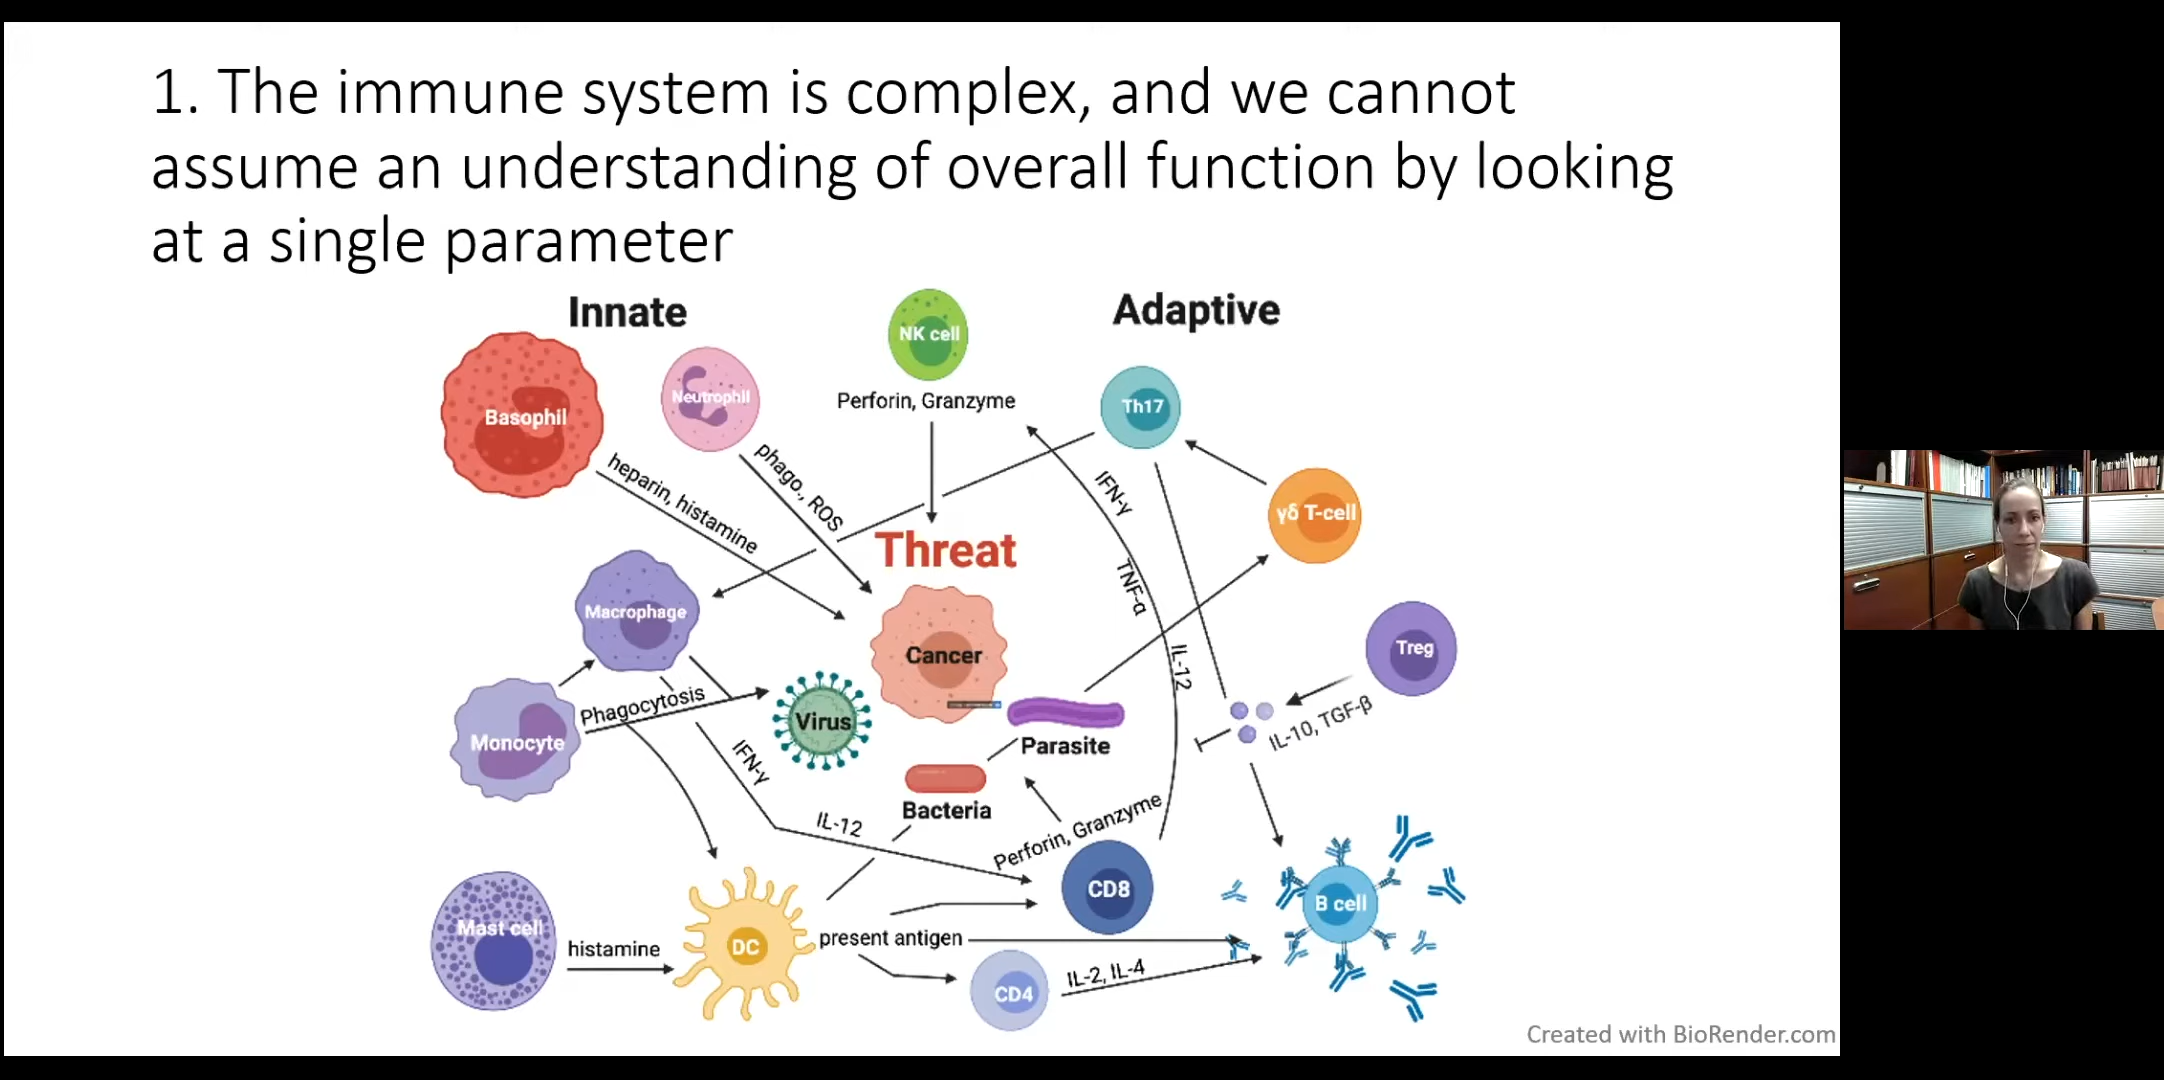 1. The immune system is complex, and we cannot
assume an understanding of overall function by looking
at a single parameter
Innate
Adaptive
NK cell
Basophil
Neutrophil
Perforin, Granzyme
Th17
heparin, histamine
phago., ROS
IFN-γ
γδ T-cell
Threat
TNF-α
Macrophage
Cancer
IL-12
Treg
Phagocytosis
Monocyte
Virus
Parasite
IL-10, TGF-β
IFN-γ
Bacteria
IL-12
Perforin, Granzyme
CD8
B cell
Mast cell
histamine
DC
present antigen
CD4
IL-2, IL-4
Created with BioRender.com